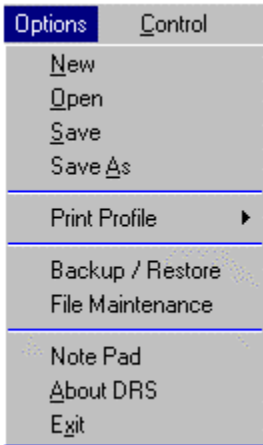 Options Control
New
Open
Save
Save As
Print Profile
Backup / Restore
File Maintenance
Note Pad
About DRS
Exit